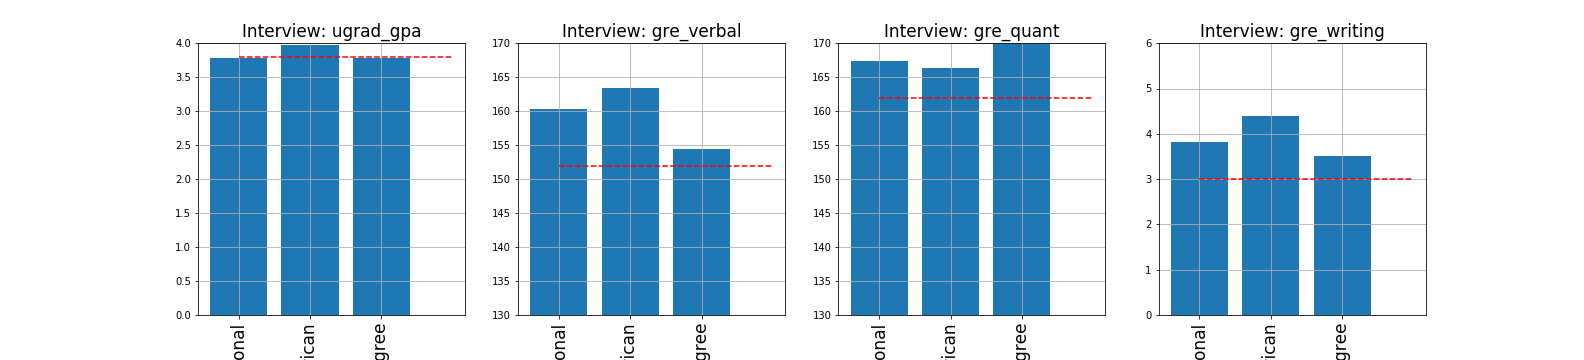 Interview: ugrad_gpa
4.0
3.5
3.0
2.5
2.0
1.5
1.0
0.5
0.0
onal
ican
gree
Interview: gre_verbal
170
165
160
155
150
145
140
135
130
onal
ican
gree
Interview: gre_quant
170
165
160
155
150
145
140
135
130
onal
ican
gree
Interview: gre_writing
6
5
4
3
2
1
0
onal
ican
gree